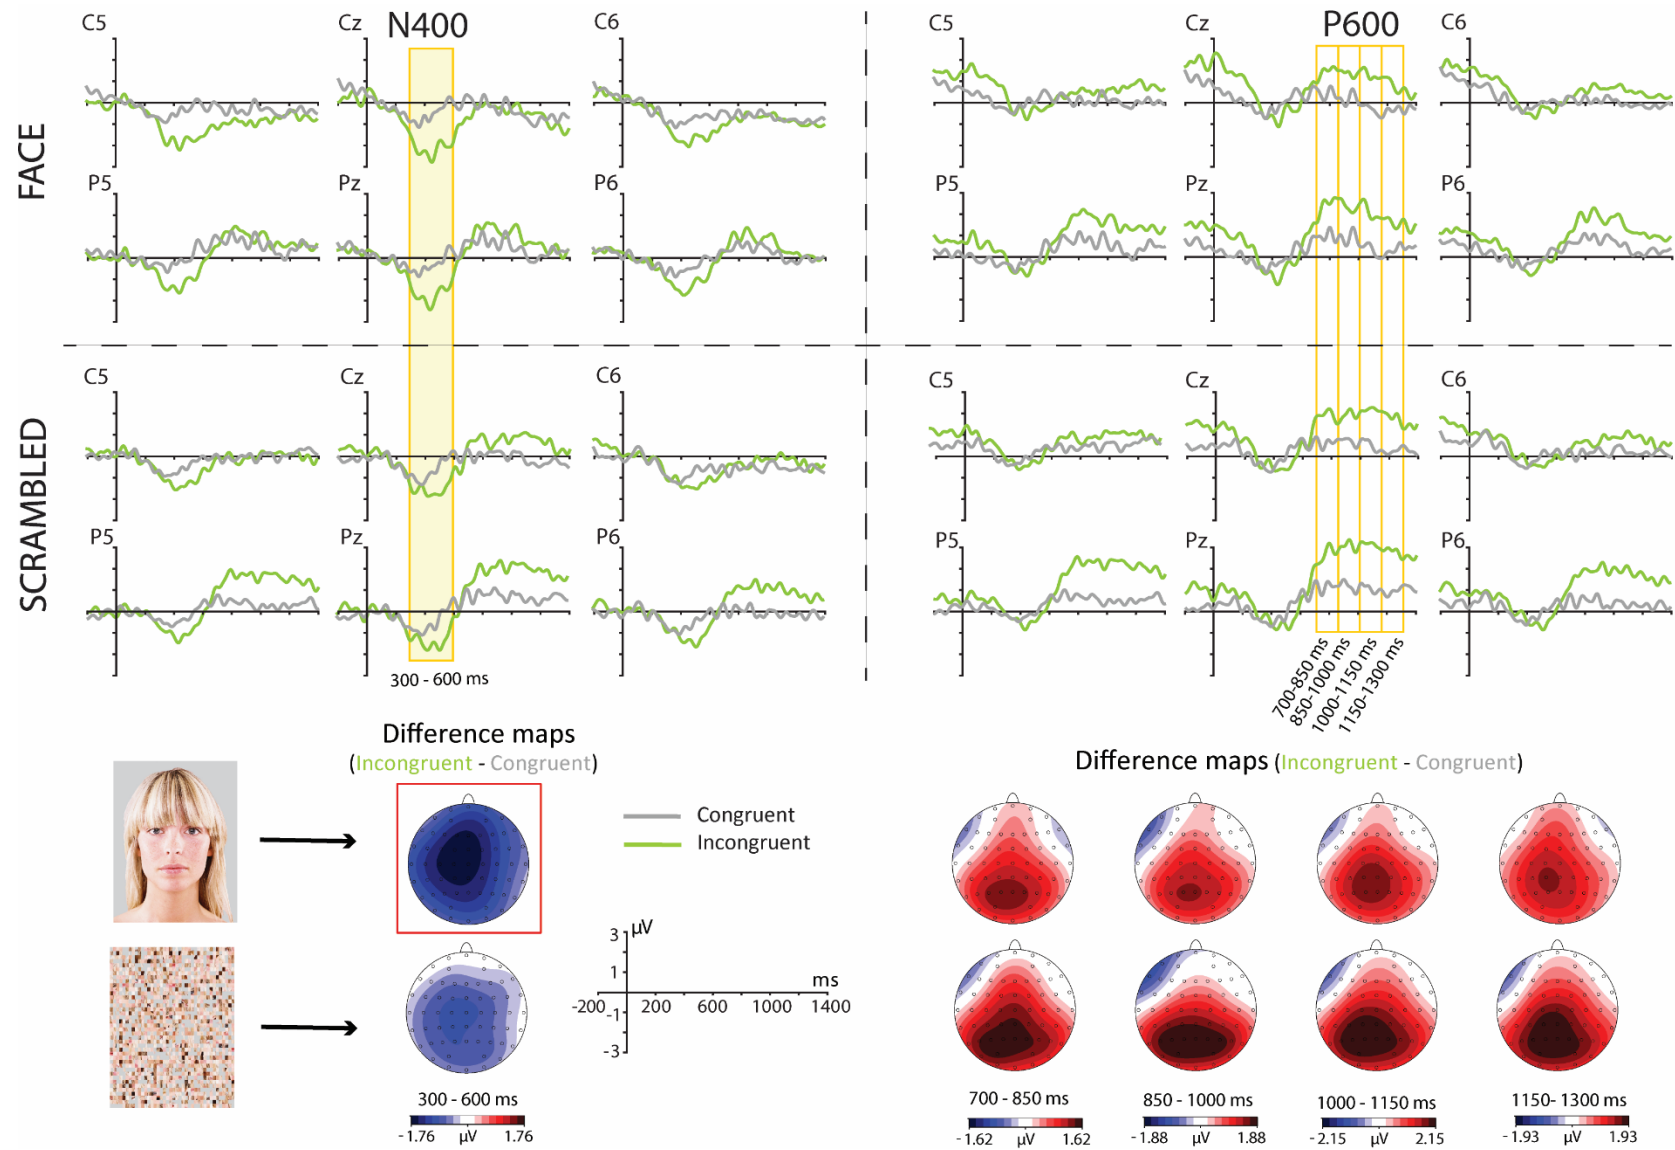 N400
P600
FACE
C5
Cz
C6
C5
Cz
C6
P5
Pz
P6
P5
Pz
P6
SCRAMBLED
C5
Cz
C6
C5
Cz
C6
P5
Pz
P6
P5
Pz
P6
300 - 600 ms
700-850 ms
850-1000 ms
1000-1150 ms
1150-1300 ms
Difference maps
(Incongruent - Congruent)
Difference maps (Incongruent - Congruent)
Congruent
Incongruent
3
µV
1
ms
-200
200
600
1000
1400
-1
-3
300 - 600 ms
-1.76 µV 1.76
700 - 850 ms
-1.62 µV 1.62
850 - 1000 ms
-1.88 µV 1.88
1000 - 1150 ms
-2.15 µV 2.15
1150- 1300 ms
-1.93 µV 1.93